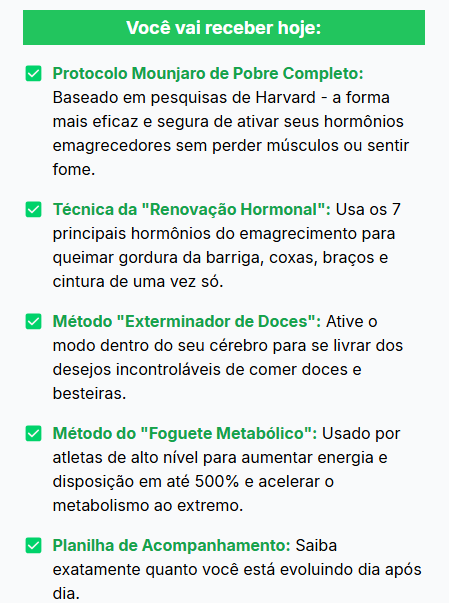 Você vai receber hoje:
Protocolo Mounjaro de Pobre Completo:
Baseado em pesquisas de Harvard - a forma
mais eficaz e segura de ativar seus hormônios
emagrecedores sem perder músculos ou sentir
fome.
Técnica da "Renovação Hormonal": Usa os 7
principais hormônios do emagrecimento para
queimar gordura da barriga, coxas, braços e
cintura de uma vez só.
Método "Exterminador de Doces": Ative o
modo dentro do seu cérebro para se livrar dos
desejos incontroláveis de comer doces e
besteiras.
Método do "Foguete Metabólico": Usado por
atletas de alto nível para aumentar energia e
disposição em até 500% e acelerar o
metabolismo ao extremo.
Planilha de Acompanhamento: Saiba
exatamente quanto você está evoluindo dia após
dia.